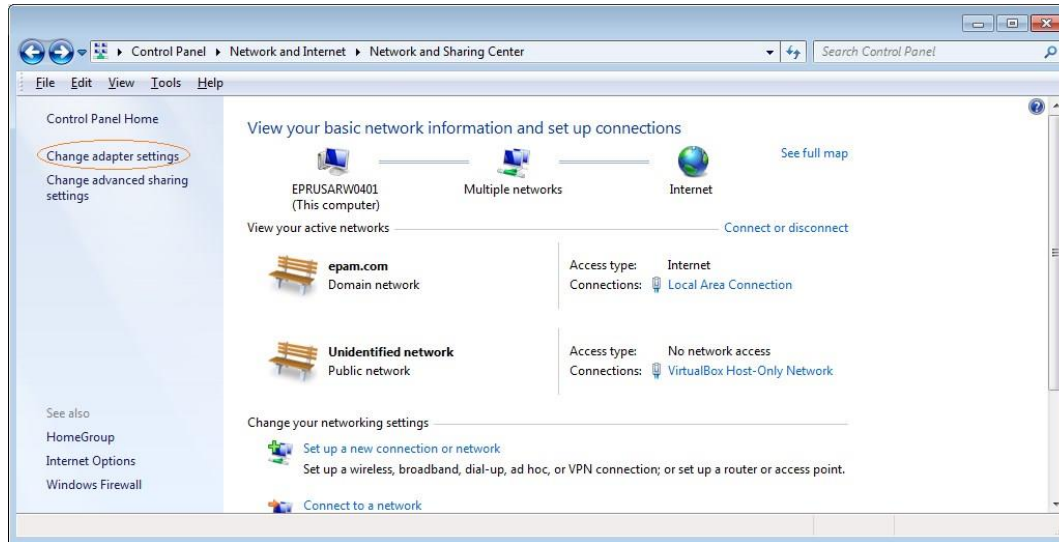 Control Panel ▸ Network and Internet ▸ Network and Sharing Center
Search Control Panel
File Edit View Tools Help
Control Panel Home
Change adapter settings
Change advanced sharing
settings
See also
HomeGroup
Internet Options
Windows Firewall
View your basic network information and set up connections
See full map
EPRUSARW0401
(This computer)
Multiple networks
Internet
View your active networks
Connect or disconnect
epam.com
Domain network
Access type: Internet
Connections: Local Area Connection
Unidentified network
Public network
Access type: No network access
Connections: VirtualBox Host-Only Network
Change your networking settings
Set up a new connection or network
Set up a wireless, broadband, dial-up, ad hoc, or VPN connection; or set up a router or access point.
Connect to a network